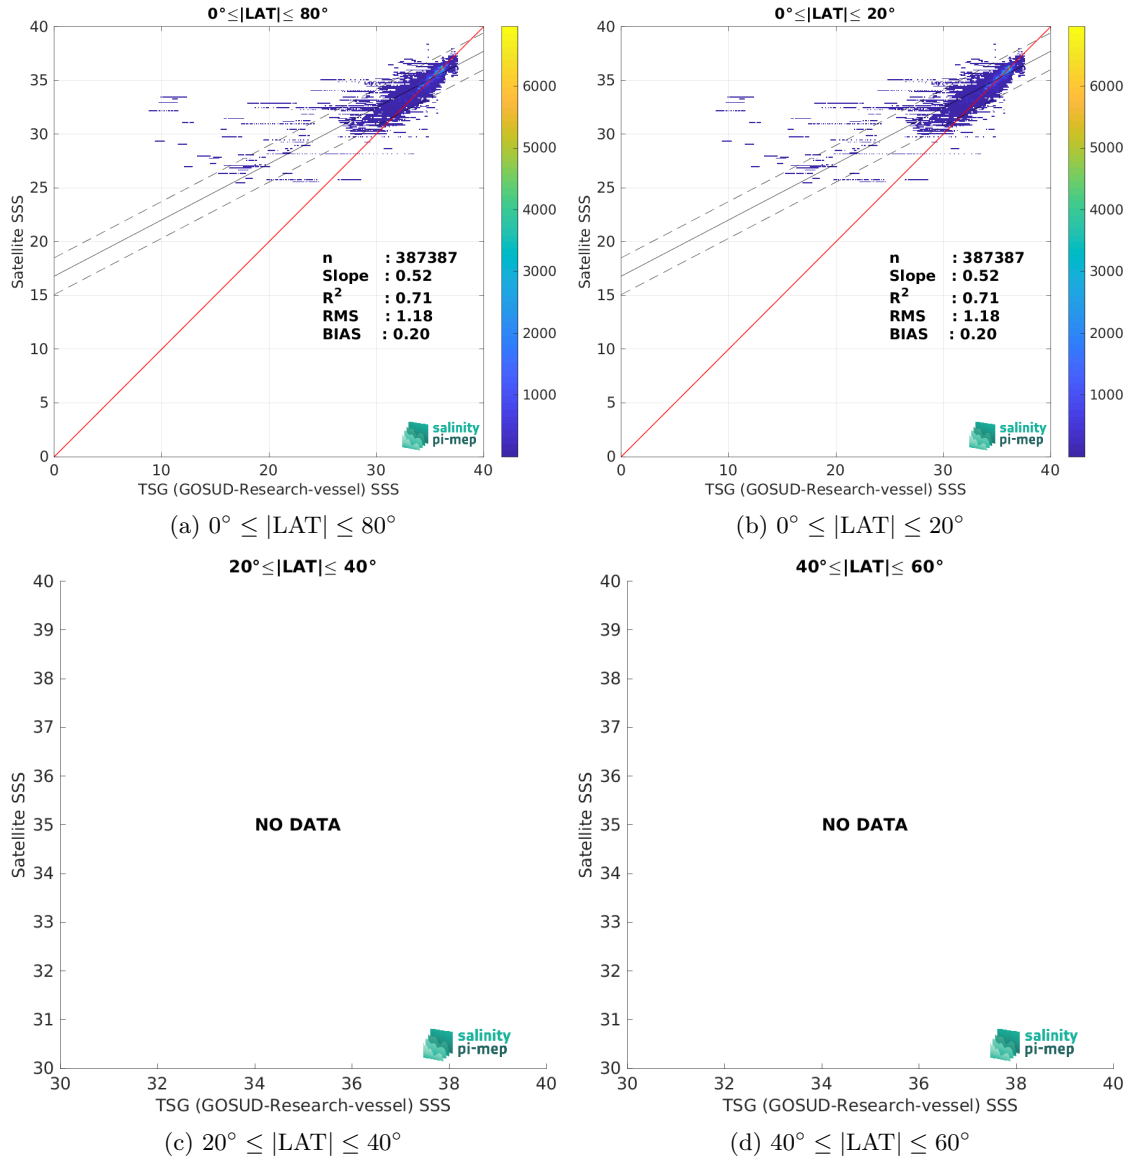 0°≤|LAT|≤ 80°
40
35
30
25
20
15
10
5
0
Satellite SSS
n : 387387
Slope : 0.52
R² : 0.71
RMS : 1.18
BIAS : 0.20
salinity
pi-mep
0 10 20 30 40
TSG (GOSUD-Research-vessel) SSS
6000
5000
4000
3000
2000
1000
(a) 0° ≤ |LAT| ≤ 80°
0°≤|LAT|≤ 20°
40
35
30
25
20
15
10
5
0
Satellite SSS
n : 387387
Slope : 0.52
R² : 0.71
RMS : 1.18
BIAS : 0.20
salinity
pi-mep
0 10 20 30 40
TSG (GOSUD-Research-vessel) SSS
6000
5000
4000
3000
2000
1000
(b) 0° ≤ |LAT| ≤ 20°
20°≤|LAT|≤ 40°
40
39
38
37
36
35
34
33
32
31
30
Satellite SSS
NO DATA
salinity
pi-mep
30 32 34 36 38 40
TSG (GOSUD-Research-vessel) SSS
(c) 20° ≤ |LAT| ≤ 40°
40°≤|LAT|≤ 60°
40
39
38
37
36
35
34
33
32
31
30
Satellite SSS
NO DATA
salinity
pi-mep
30 32 34 36 38 40
TSG (GOSUD-Research-vessel) SSS
(d) 40° ≤ |LAT| ≤ 60°